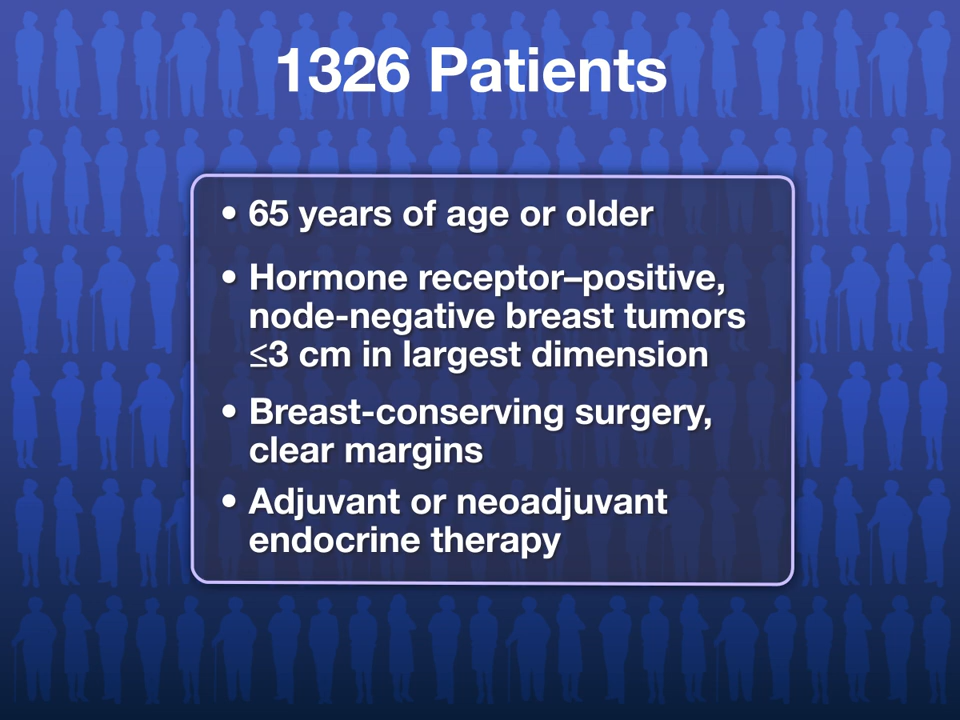 1326 Patients
• 65 years of age or older
• Hormone receptor–positive,
node-negative breast tumors
≤3 cm in largest dimension
• Breast-conserving surgery,
clear margins
• Adjuvant or neoadjuvant
endocrine therapy